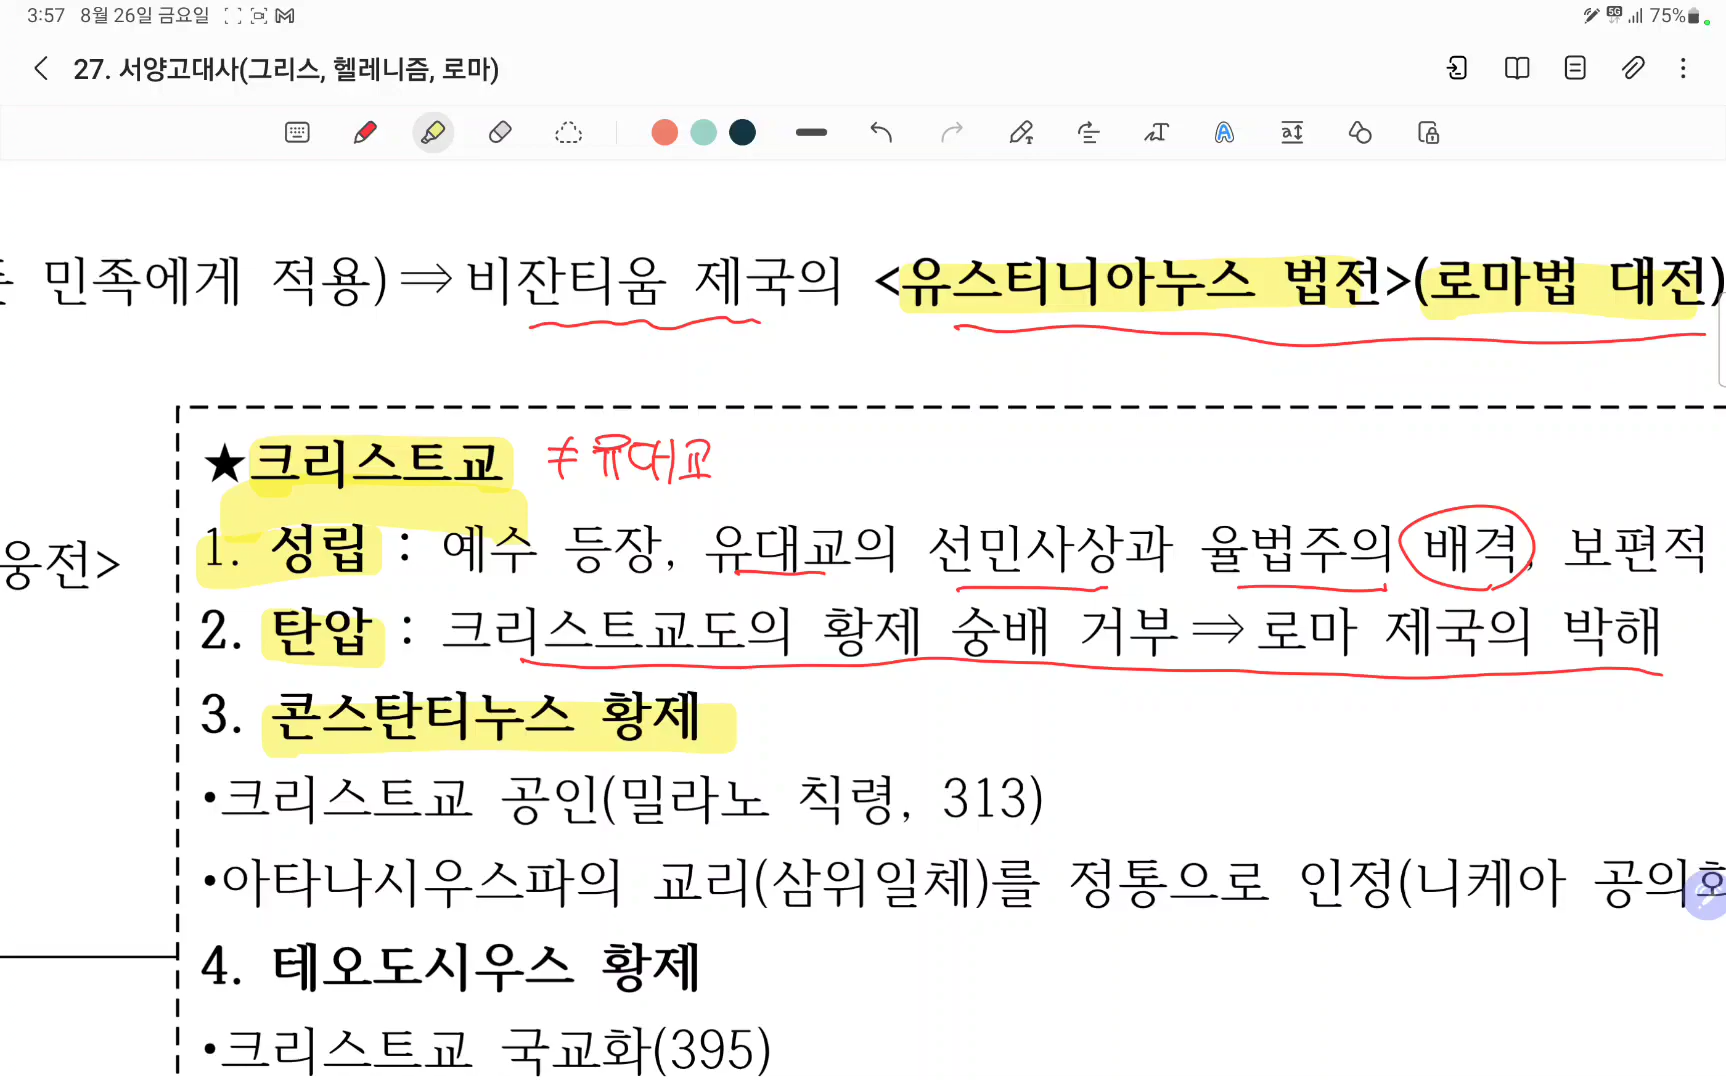 3:57 8월 26일 금요일
75%
27. 서양고대사(그리스, 헬레니즘, 로마)
민족에게 적용)⇒비잔티움 제국의 <유스티니아누스 법전>(로마법 대전)
★크리스트교 ≠유대교
1. 성립 : 예수 등장, 유대교의 선민사상과 율법주의 배격, 보편적
웅전>
2. 탄압 : 크리스트교도의 황제 숭배 거부⇒로마 제국의 박해
3. 콘스탄티누스 황제
•크리스트교 공인(밀라노 칙령, 313)
•아타나시우스파의 교리(삼위일체)를 정통으로 인정(니케아 공의회
4. 테오도시우스 황제
•크리스트교 국교화(395)